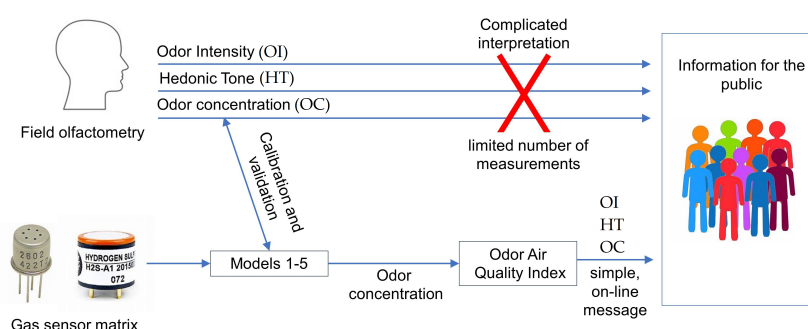 Complicated
interpretation
Odor Intensity (OI)
Hedonic Tone (HT)
Odor concentration (OC)
Information for the
public
Field olfactometry
limited number of
measurements
Calibration and
validation
OI
HT
OC
2602
4221
HYDROGEN SUL
H2S-A1
072
Models 1-5
Odor
concentration
Odor Air
Quality Index
simple,
on-line
message
Gas sensor matrix